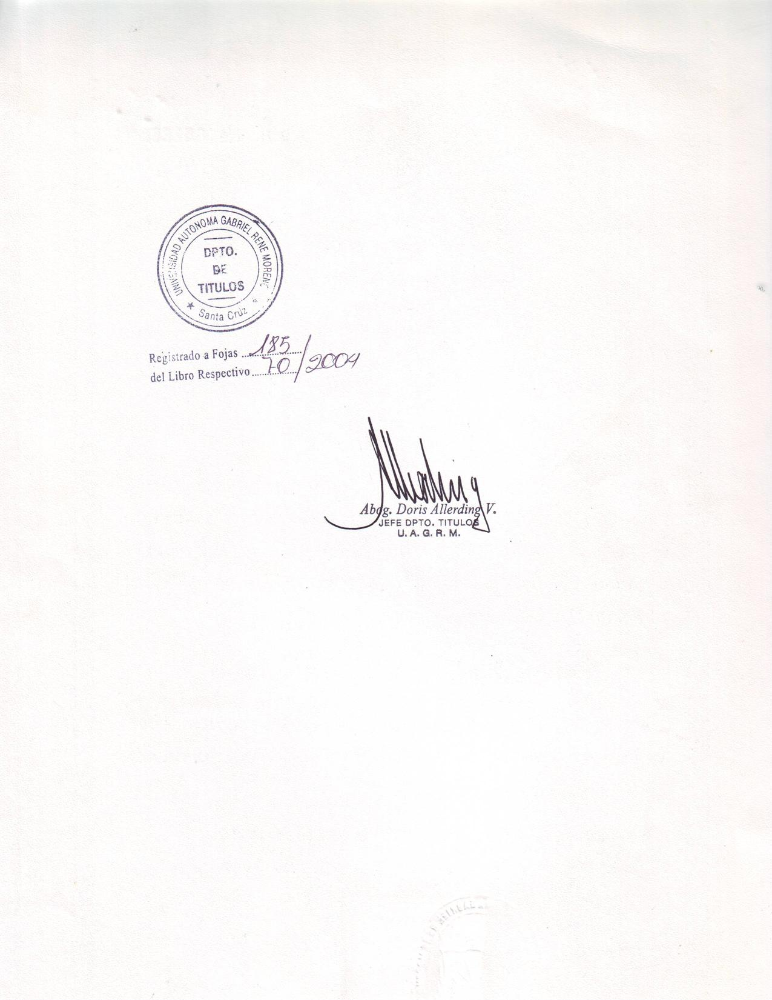 UNIVERSIDAD AUTONOMA GABRIEL RENE MORENO
DPTO.
DE
TITULOS
Santa Cruz
Registrado a Fojas ........185......
del Libro Respectivo ......70...... / 2004
Abog. Doris Allerding V.
JEFE DPTO. TITULOS
U. A. G. R. M.